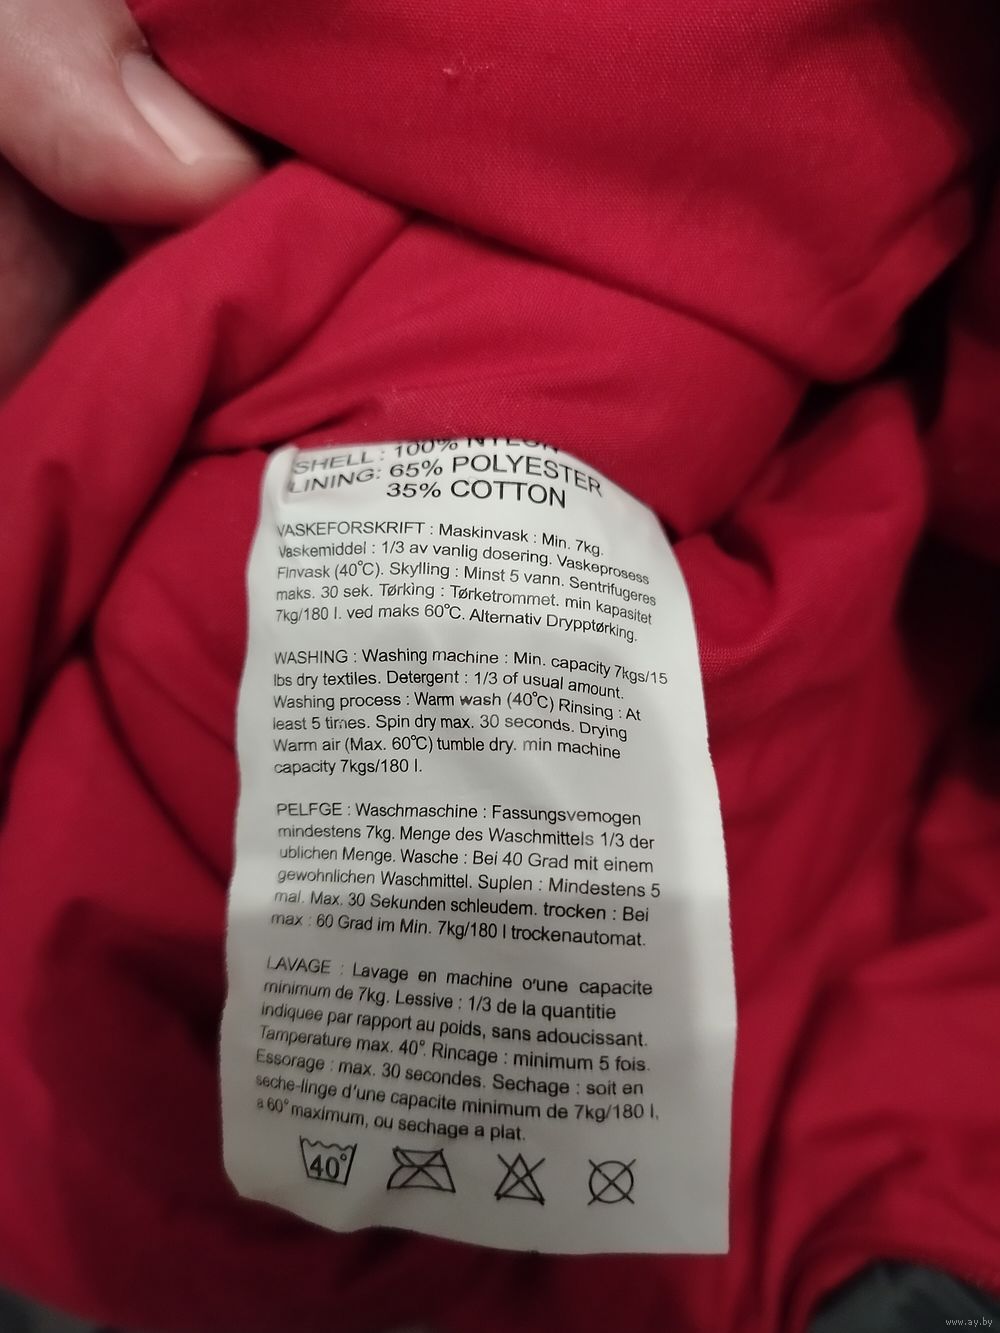 SHELL : 100% NYLON
LINING: 65% POLYESTER
35% COTTON
VASKEFORSKRIFT : Maskinvask : Min. 7kg.
Vaskemiddel : 1/3 av vanlig dosering. Vaskeprosess
Finvask (40°C). Skylling : Minst 5 vann. Sentrifugeres
maks. 30 sek. Tørking : Tørketrommet. min kapasitet
7kg/180 l. ved maks 60°C. Alternativ Drypptørking.
WASHING : Washing machine : Min. capacity 7kgs/15
lbs dry textiles. Detergent : 1/3 of usual amount.
Washing process : Warm wash (40°C) Rinsing : At
least 5 times. Spin dry max. 30 seconds. Drying
Warm air (Max. 60°C) tumble dry. min machine
capacity 7kgs/180 l.
PELFGE : Waschmaschine : Fassungsvemogen
mindestens 7kg. Menge des Waschmittels 1/3 der
ublichen Menge. Wasche : Bei 40 Grad mit einem
gewohnlichen Waschmittel. Suplen : Mindestens 5
mal. Max. 30 Sekunden schleudem. trocken : Bei
max : 60 Grad im Min. 7kg/180 l trockenautomat.
LAVAGE : Lavage en machine o'une capacite
minimum de 7kg. Lessive : 1/3 de la quantitie
indiquee par rapport au poids, sans adoucissant.
Tamperature max. 40°. Rincage : minimum 5 fois.
Essorage : max. 30 secondes. Sechage : soit en
seche-linge d'une capacite minimum de 7kg/180 l,
a 60° maximum, ou sechage a plat.
40°
www.ay.by